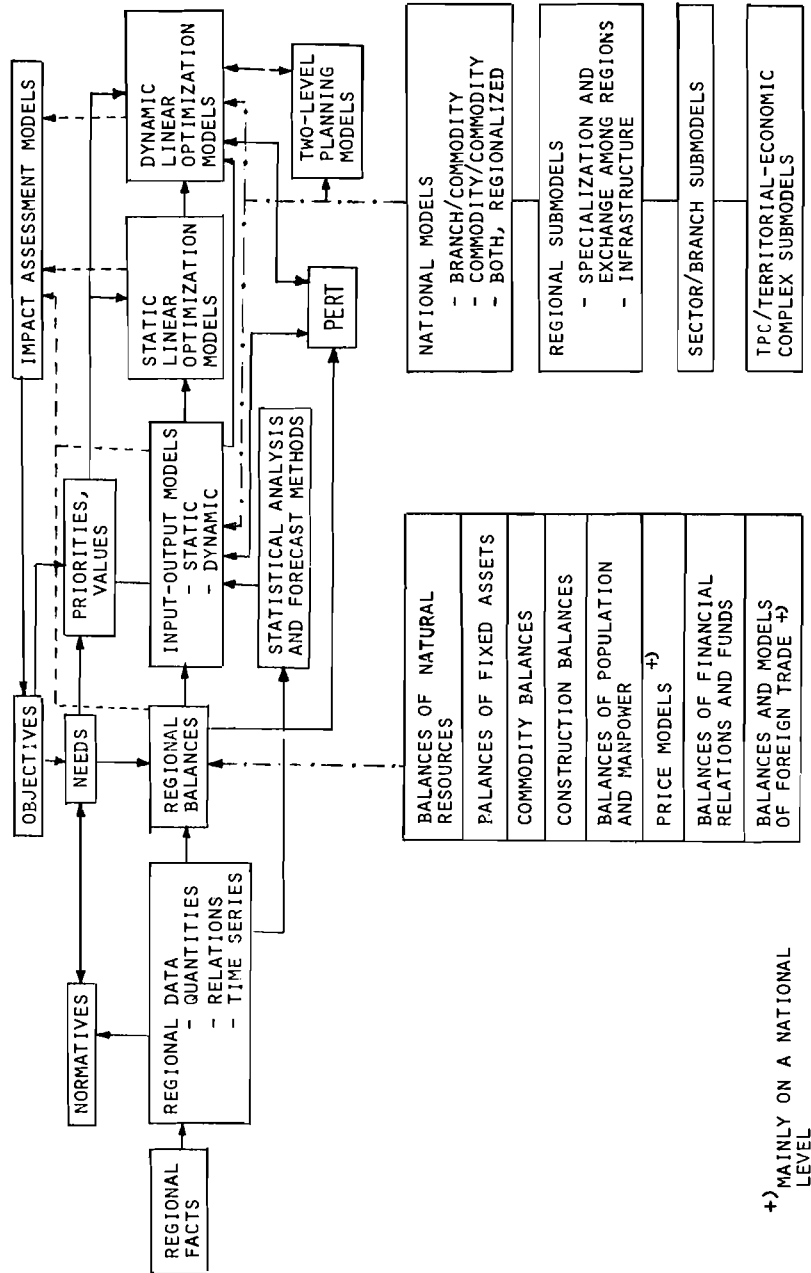 IMPACT ASSESSMENT MODELS
OBJECTIVES
NEEDS
PRIORITIES,
VALUES
NORMATIVES
REGIONAL
FACTS
REGIONAL DATA
- QUANTITIES
- RELATIONS
- TIME SERIES
REGIONAL
BALANCES
INPUT-OUTPUT MODELS
- STATIC
- DYNAMIC
STATIC
LINEAR
OPTIMIZATION
MODELS
DYNAMIC
LINEAR
OPTIMIZATION
MODELS
STATISTICAL ANALYSIS
AND FORECAST METHODS
PERT
TWO-LEVEL
PLANNING
MODELS
BALANCES OF NATURAL
RESOURCES
PALANCES OF FIXED ASSETS
COMMODITY BALANCES
CONSTRUCTION BALANCES
BALANCES OF POPULATION
AND MANPOWER
PRICE MODELS +)
BALANCES OF FINANCIAL
RELATIONS AND FUNDS
BALANCES AND MODELS
OF FOREIGN TRADE +)
NATIONAL MODELS
- BRANCH/COMMODITY
- COMMODITY/COMMODITY
- BOTH, REGIONALIZED
REGIONAL SUBMODELS
- SPECIALIZATION AND
EXCHANGE AMONG REGIONS
- INFRASTRUCTURE
SECTOR/BRANCH SUBMODELS
TPC/TERRITORIAL-ECONOMIC
COMPLEX SUBMODELS
+) MAINLY ON A NATIONAL
LEVEL